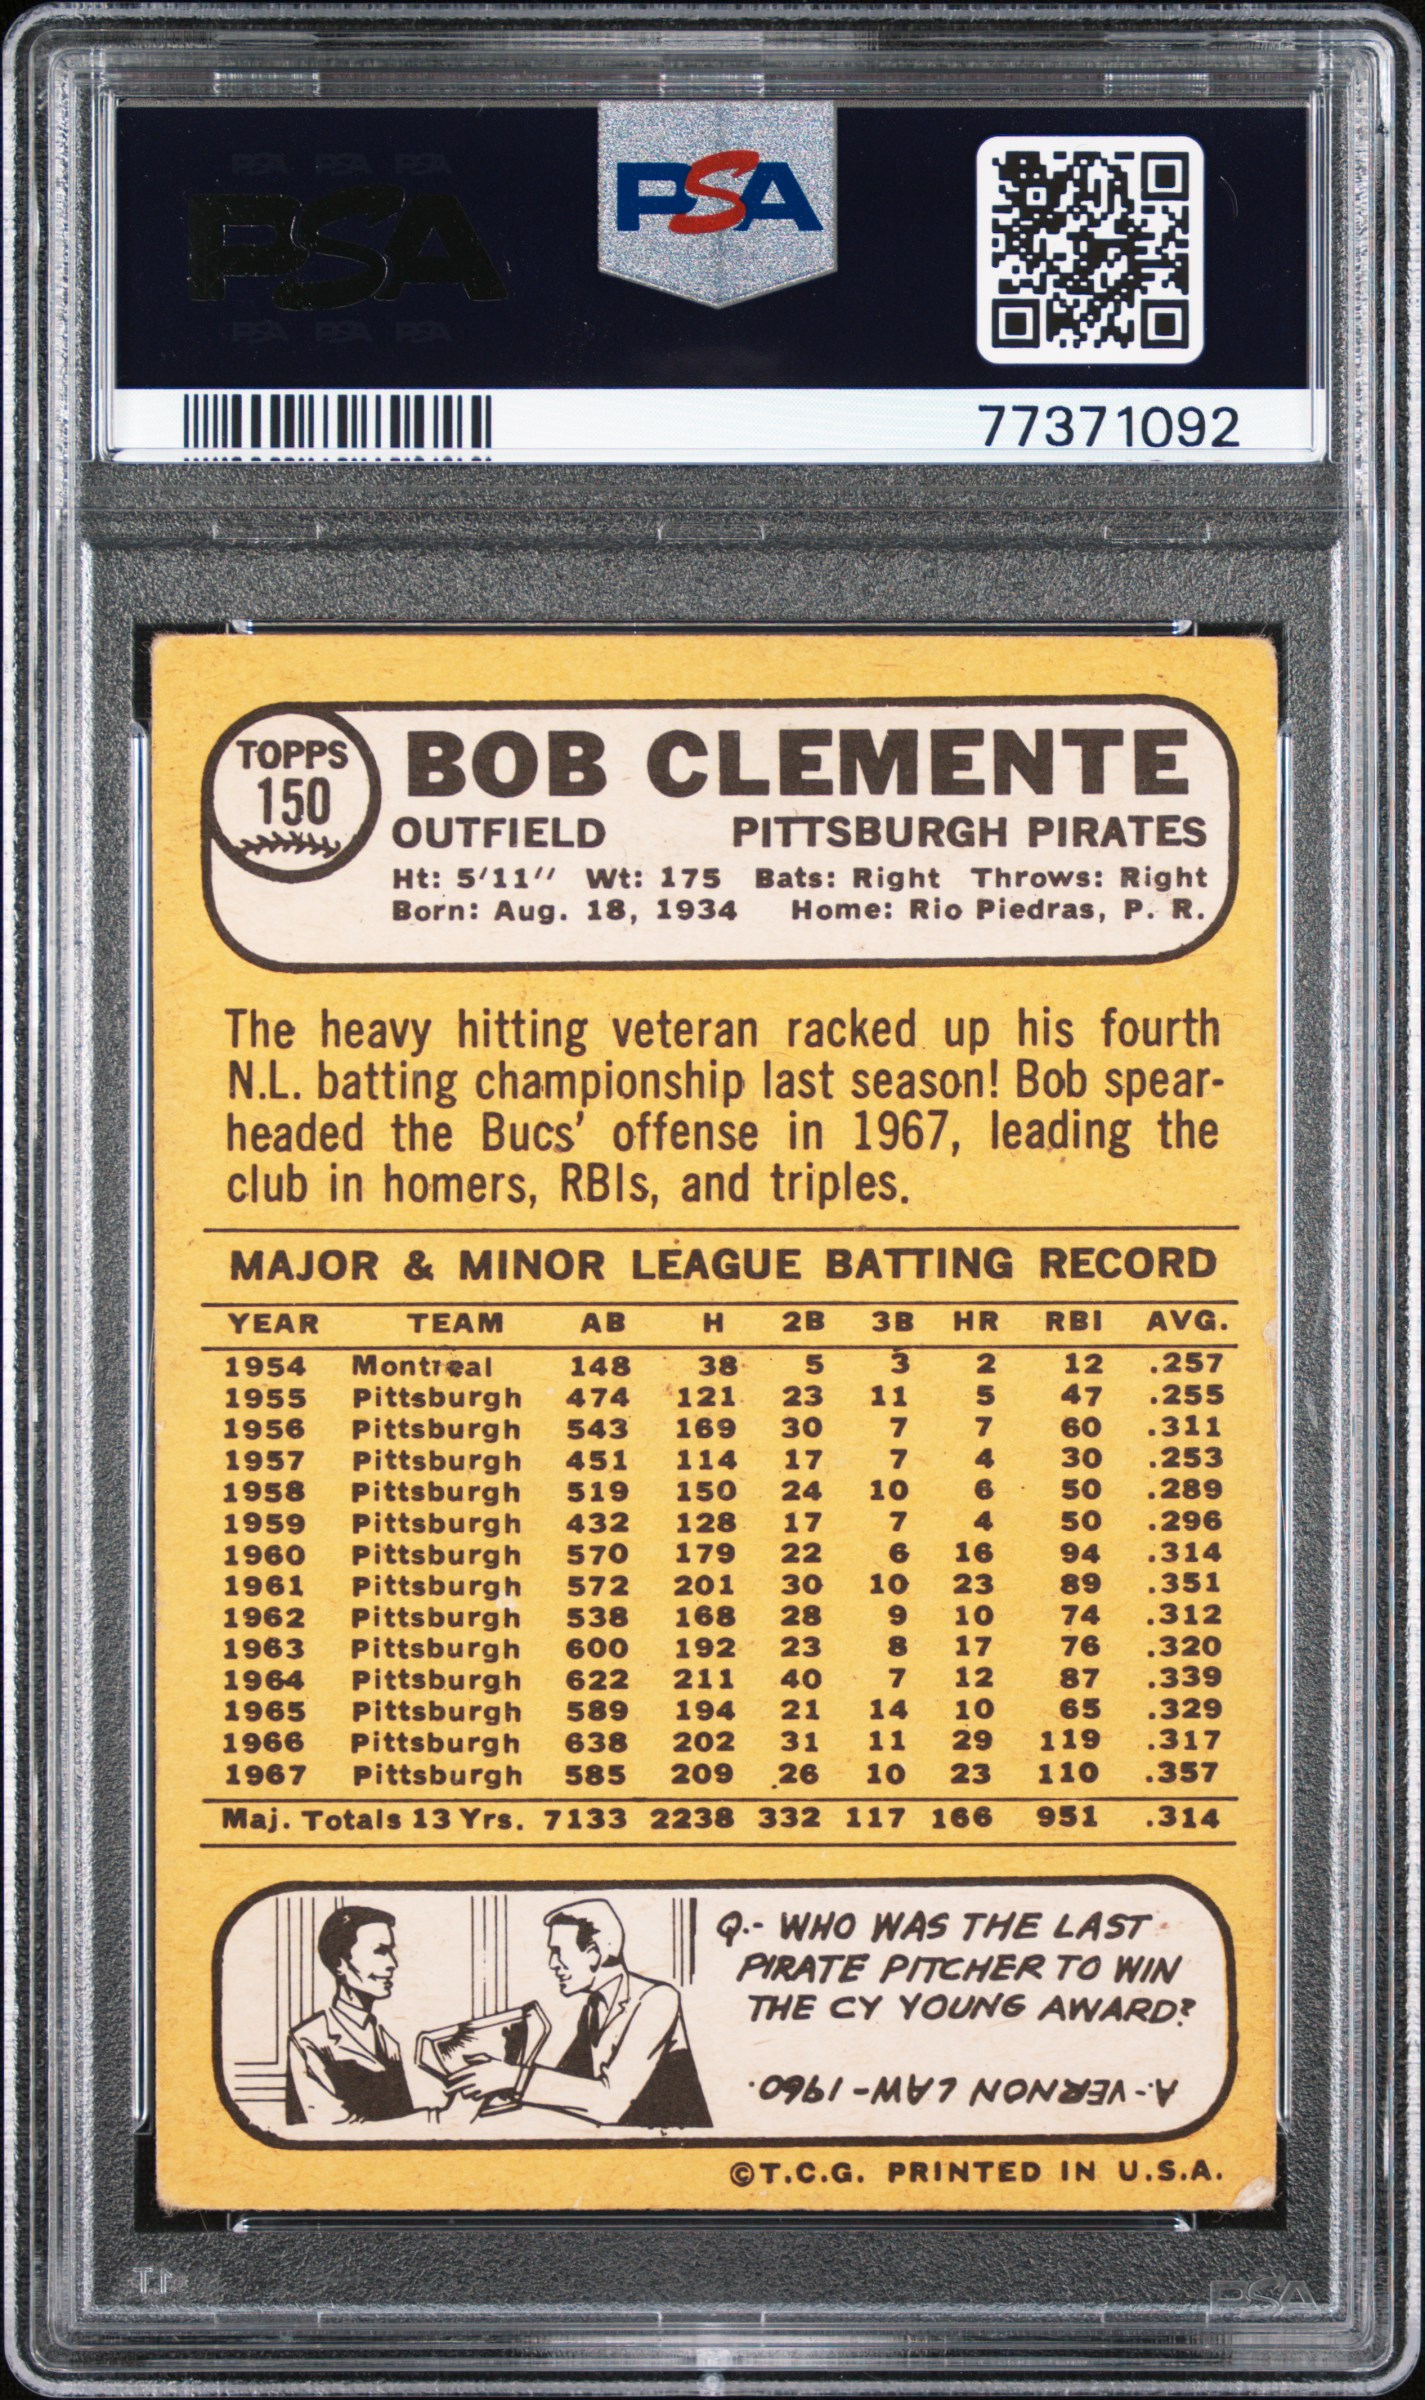 PSA PSA PSA
PSA
PSA PSA PSA
PSA
77371092
TOPPS
150
BOB CLEMENTE
OUTFIELD PITTSBURGH PIRATES
Ht: 5'11" Wt: 175 Bats: Right Throws: Right
Born: Aug. 18, 1934 Home: Rio Piedras, P. R.
The heavy hitting veteran racked up his fourth
N.L. batting championship last season! Bob spear-
headed the Bucs' offense in 1967, leading the
club in homers, RBIs, and triples.
MAJOR & MINOR LEAGUE BATTING RECORD
YEAR TEAM AB H 2B 3B HR RBI AVG.
1954 Montreal 148 38 5 3 2 12 .257
1955 Pittsburgh 474 121 23 11 5 47 .255
1956 Pittsburgh 543 169 30 7 7 60 .311
1957 Pittsburgh 451 114 17 7 4 30 .253
1958 Pittsburgh 519 150 24 10 6 50 .289
1959 Pittsburgh 432 128 17 7 4 50 .296
1960 Pittsburgh 570 179 22 6 16 94 .314
1961 Pittsburgh 572 201 30 10 23 89 .351
1962 Pittsburgh 538 168 28 9 10 74 .312
1963 Pittsburgh 600 192 23 8 17 76 .320
1964 Pittsburgh 622 211 40 7 12 87 .339
1965 Pittsburgh 589 194 21 14 10 65 .329
1966 Pittsburgh 638 202 31 11 29 119 .317
1967 Pittsburgh 585 209 26 10 23 110 .357
Maj. Totals 13 Yrs. 7133 2238 332 117 166 951 .314
Q.- WHO WAS THE LAST
PIRATE PITCHER TO WIN
THE CY YOUNG AWARD?
A.- VERNON LAW - 1960.
©T.C.G. PRINTED IN U.S.A.
PSA